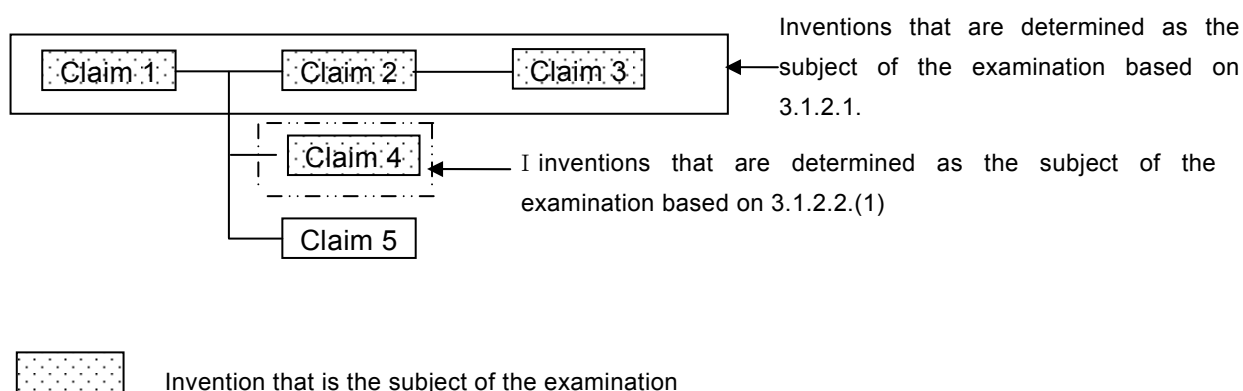 Inventions that are determined as the
Claim 1 Claim 2 Claim 3 subject of the examination based on
3.1.2.1.
Claim 4 I inventions that are determined as the subject of the
examination based on 3.1.2.2.(1)
Claim 5
Invention that is the subject of the examination